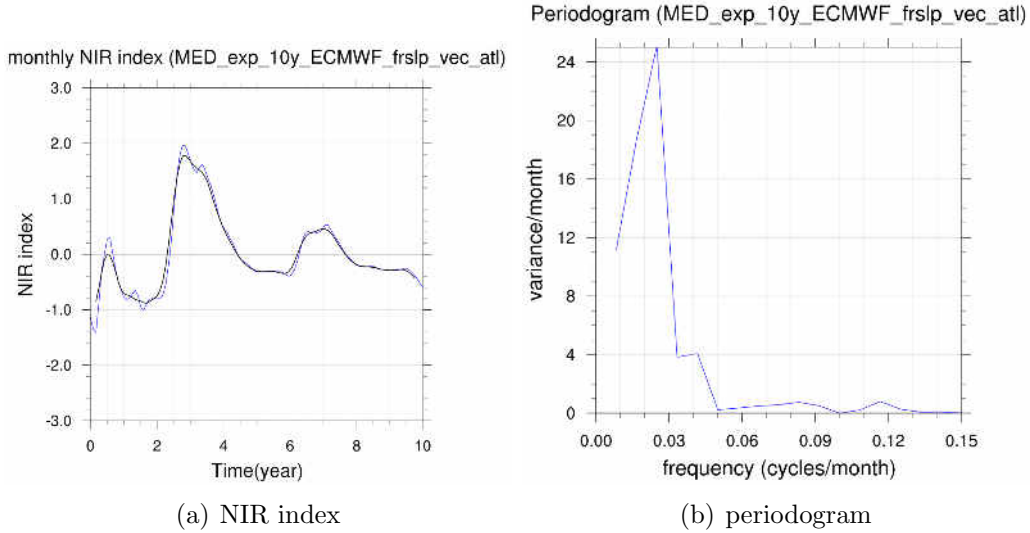 monthly NIR index (MED_exp_10y_ECMWF_frslp_vec_atl)
3.0
2.0
1.0
0.0
-1.0
-2.0
-3.0
NIR index
0 2 4 6 8 10
Time(year)
(a) NIR index
Periodogram (MED_exp_10y_ECMWF_frslp_vec_atl)
24
20
16
12
8
4
0
variance/month
0.00 0.03 0.06 0.09 0.12 0.15
frequency (cycles/month)
(b) periodogram